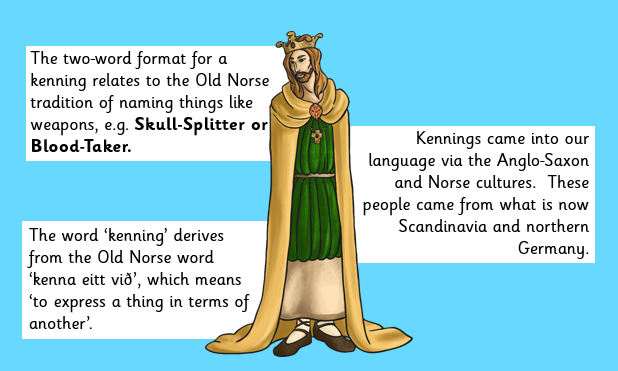 The two-word format for a
kenning relates to the Old Norse
tradition of naming things like
weapons, e.g. Skull-Splitter or
Blood-Taker.
Kennings came into our
language via the Anglo-Saxon
and Norse cultures.  These
people came from what is now
Scandinavia and northern
Germany.
The word ‘kenning’ derives
from the Old Norse word
‘kenna eitt við’, which means
‘to express a thing in terms of
another’.